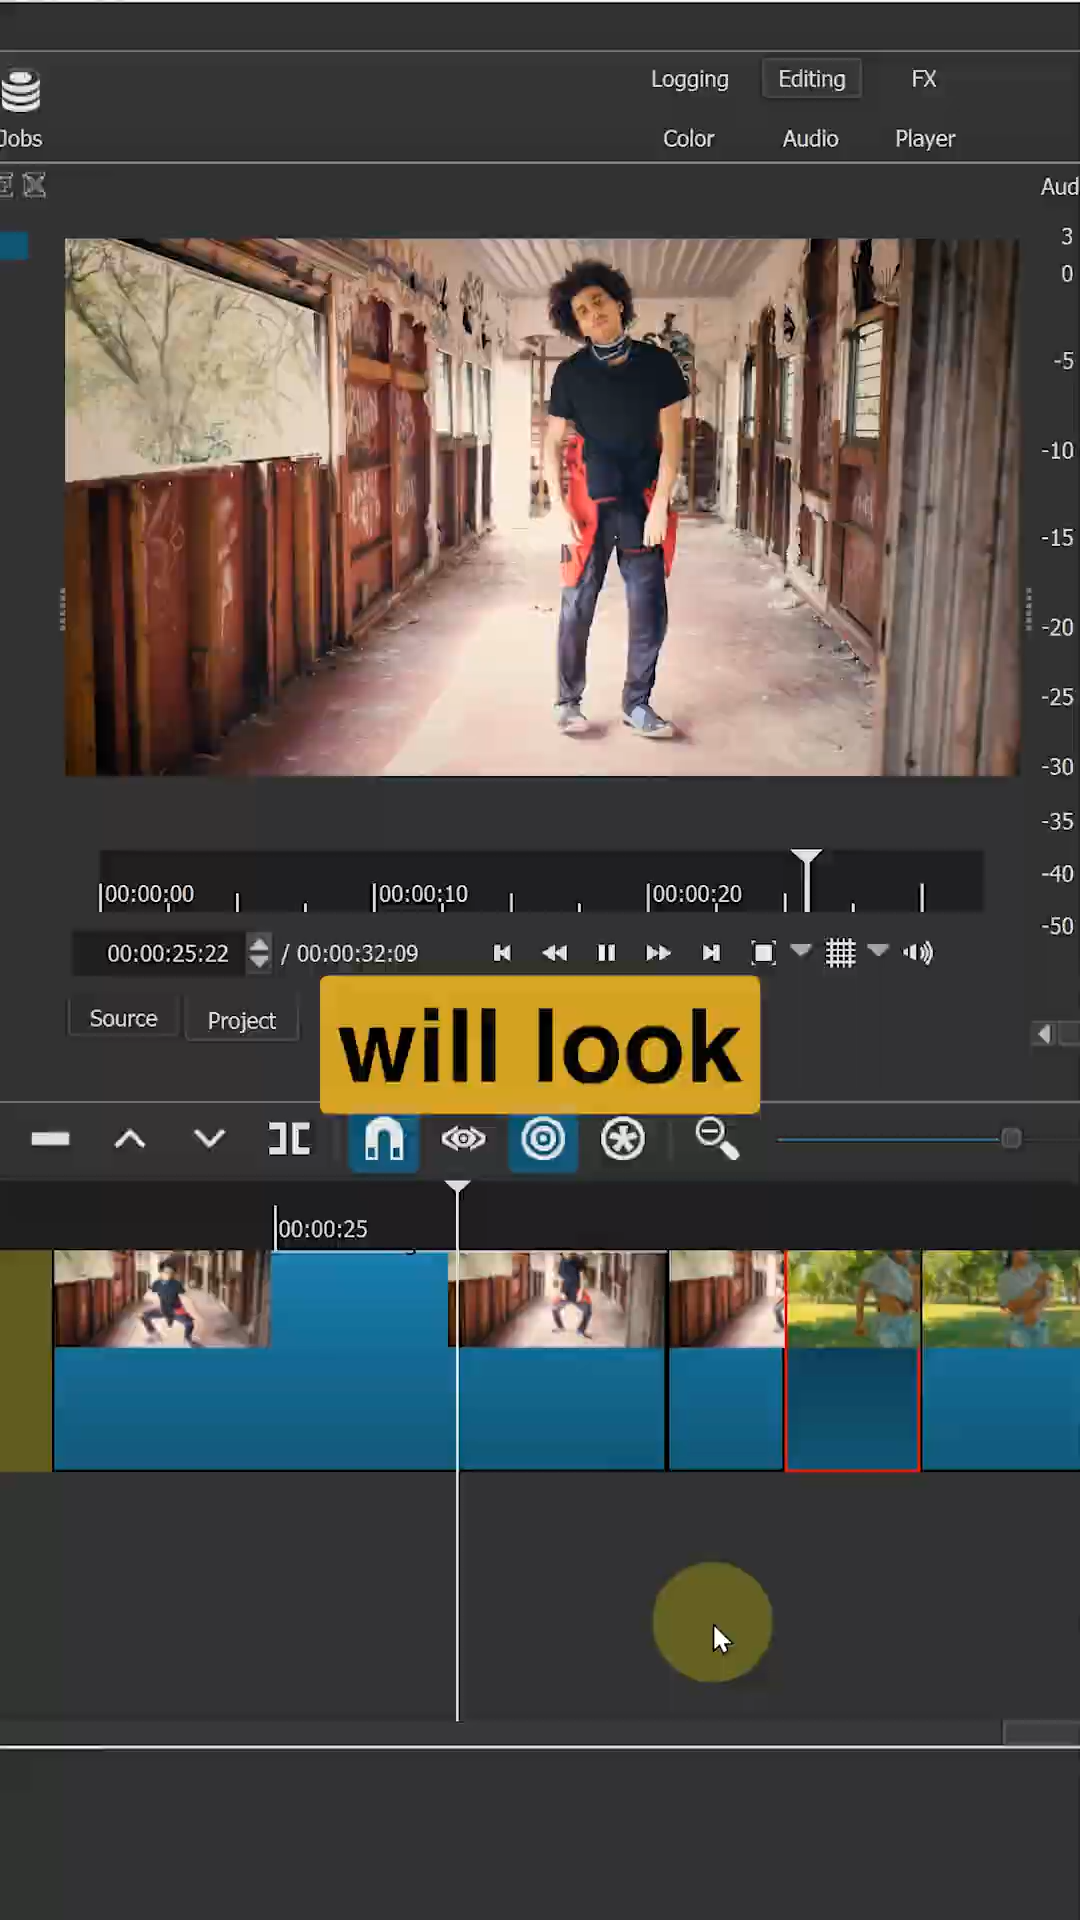 Logging Editing FX
Jobs Color Audio Player
Aud
3
0
-5
-10
-15
-20
-25
-30
-35
-40
-50
00:00:00 00:00:10 00:00:20
00:00:25:22 / 00:00:32:09
Source Project
will look
00:00:25